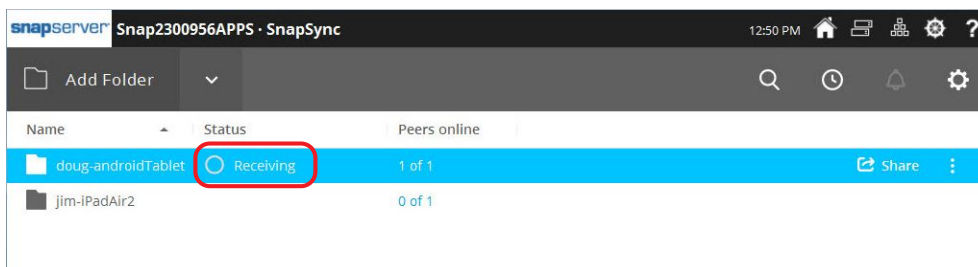 snapserver Snap2300956APPS · SnapSync 12:50 PM ?
Add Folder
Name Status Peers online
doug-androidTablet Receiving 1 of 1 Share
jim-iPadAir2 0 of 1